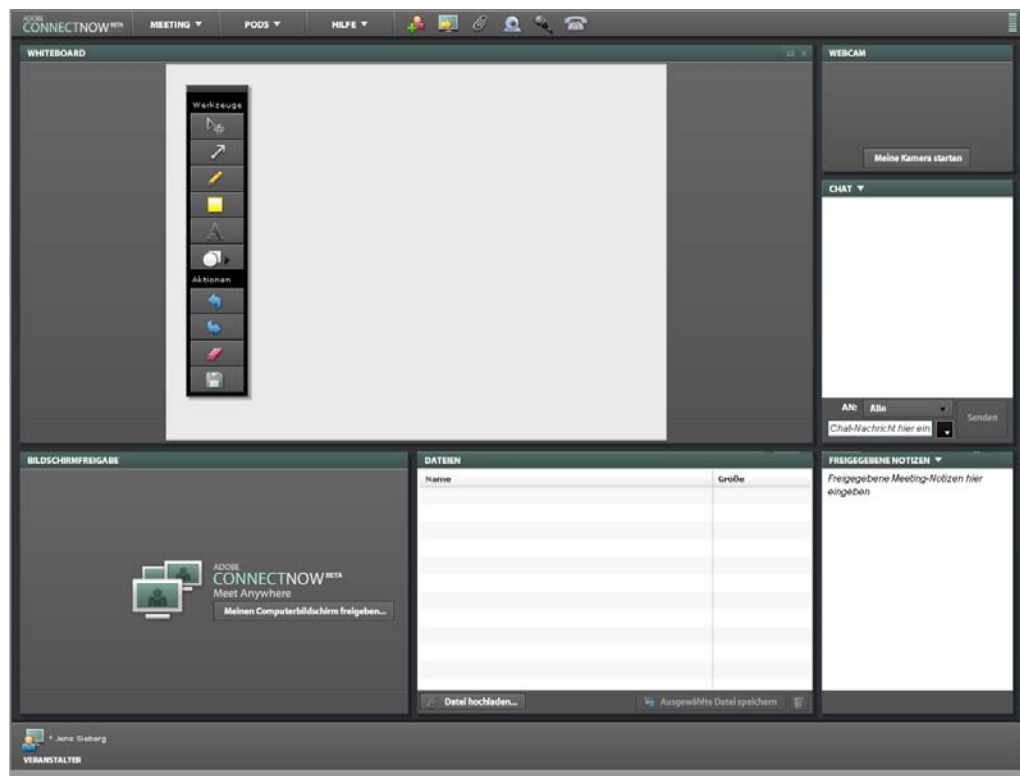 ADOBE
CONNECTNOW BETA
MEETING
PODS
HILFE
WHITEBOARD
Werkzeuge
Aktionen
WEBCAM
Meine Kamera starten
CHAT
AN: Alle
Senden
Chat-Nachricht hier ein
BILDSCHIRMFREIGABE
ADOBE
CONNECTNOW BETA
Meet Anywhere
Meinen Computerbildschirm freigeben...
DATEIEN
Name Größe
Datei hochladen...
Ausgewählte Datei speichern
FREIGEGEBENE NOTIZEN
Freigegebene Meeting-Notizen hier
eingeben
* Jens Sieberg
VERANSTALTER